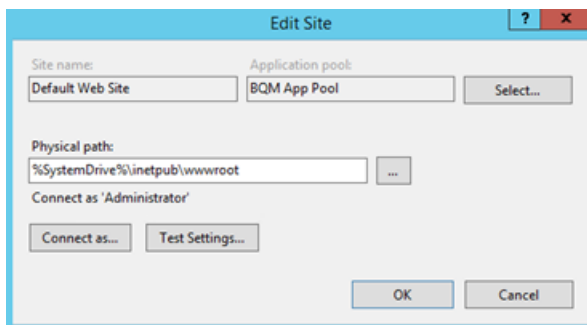 Edit Site
? x
Site name: Application pool:
Default Web Site BQM App Pool Select...
Physical path:
%SystemDrive%\inetpub\wwwroot ...
Connect as 'Administrator'
Connect as... Test Settings...
OK Cancel